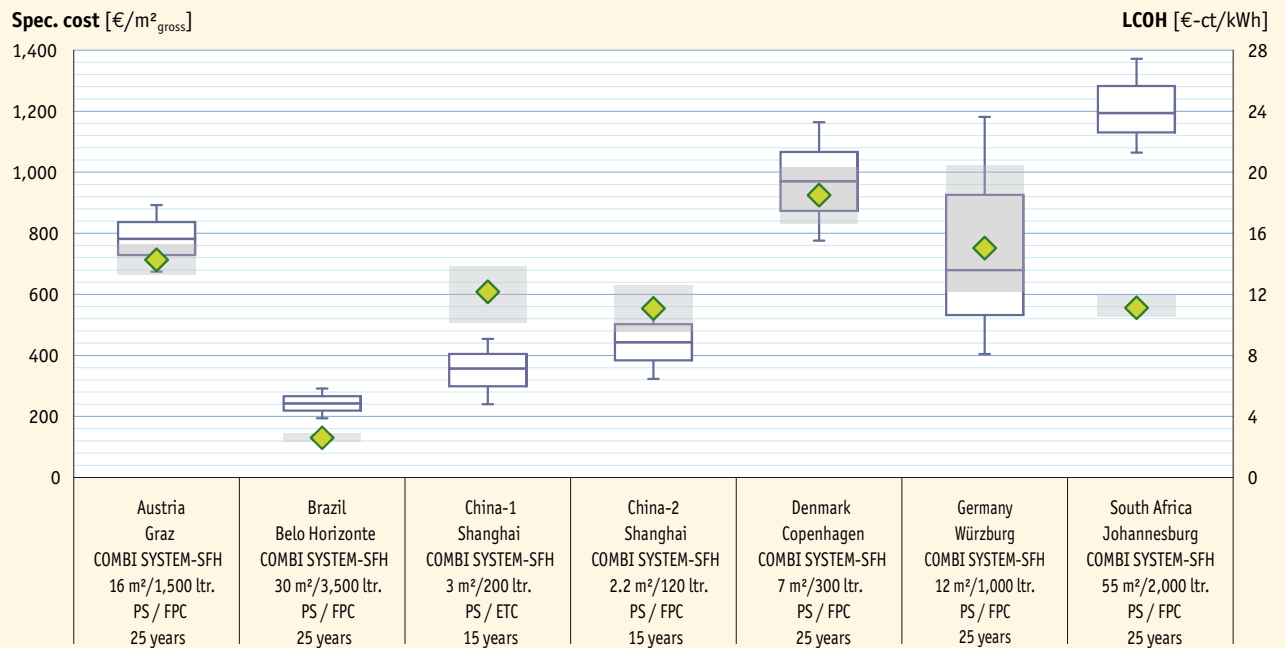 Spec. cost [€/m²gross]
LCOH [€-ct/kWh]
1,400
28
1,200
24
1,000
20
800
16
600
12
400
8
200
4
0
0
Austria
Graz
COMBI SYSTEM-SFH
16 m²/1,500 ltr.
PS / FPC
25 years
Brazil
Belo Horizonte
COMBI SYSTEM-SFH
30 m²/3,500 ltr.
PS / FPC
25 years
China-1
Shanghai
COMBI SYSTEM-SFH
3 m²/200 ltr.
PS / ETC
15 years
China-2
Shanghai
COMBI SYSTEM-SFH
2.2 m²/120 ltr.
PS / FPC
15 years
Denmark
Copenhagen
COMBI SYSTEM-SFH
7 m²/300 ltr.
PS / FPC
25 years
Germany
Würzburg
COMBI SYSTEM-SFH
12 m²/1,000 ltr.
PS / FPC
25 years
South Africa
Johannesburg
COMBI SYSTEM-SFH
55 m²/2,000 ltr.
PS / FPC
25 years